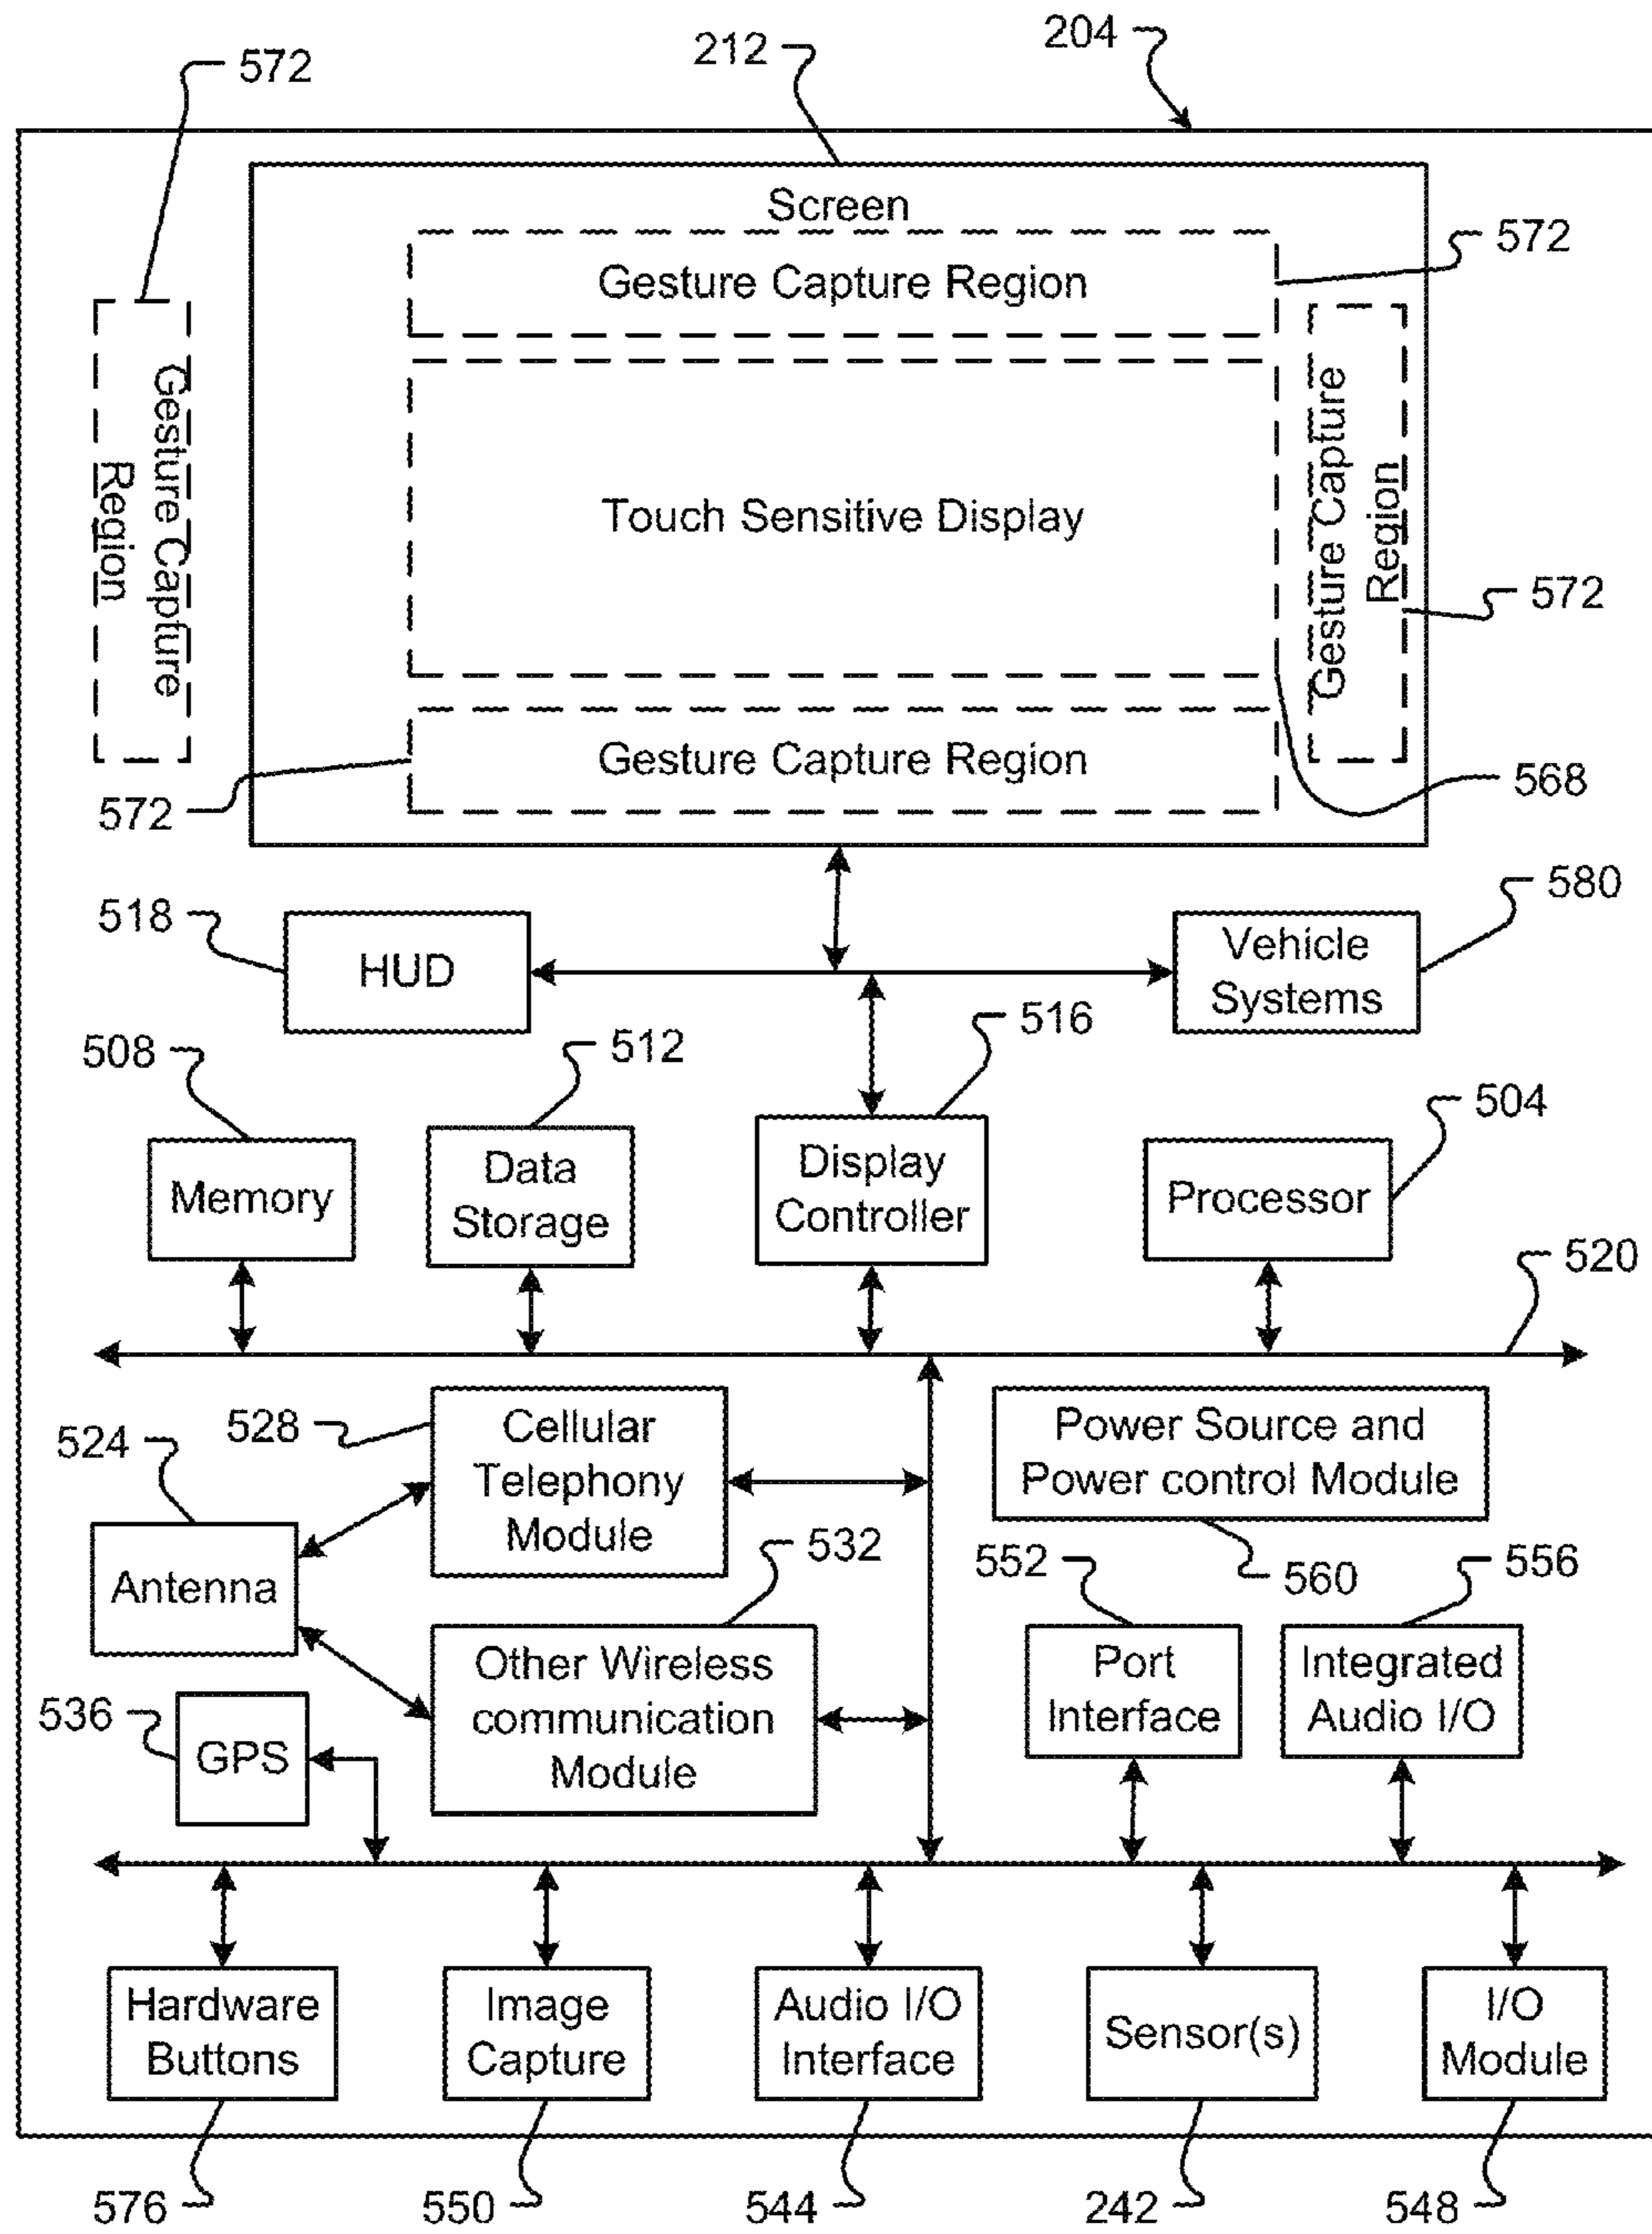 204
212
572
Screen
572
Gesture Capture Region
Gesture Capture
Region
Gesture Capture
Region
Touch Sensitive Display
572
Gesture Capture Region
568
572
580
518
HUD
Vehicle
Systems
516
512
508
504
Memory
Data
Storage
Display
Controller
Processor
520
528
Cellular
Telephony
Module
Power Source and
Power control Module
524
532
552
560
556
Antenna
Other Wireless
communication
Module
Port
Interface
Integrated
Audio I/O
536
GPS
Hardware
Buttons
Image
Capture
Audio I/O
Interface
Sensor(s)
I/O
Module
576
550
544
242
548